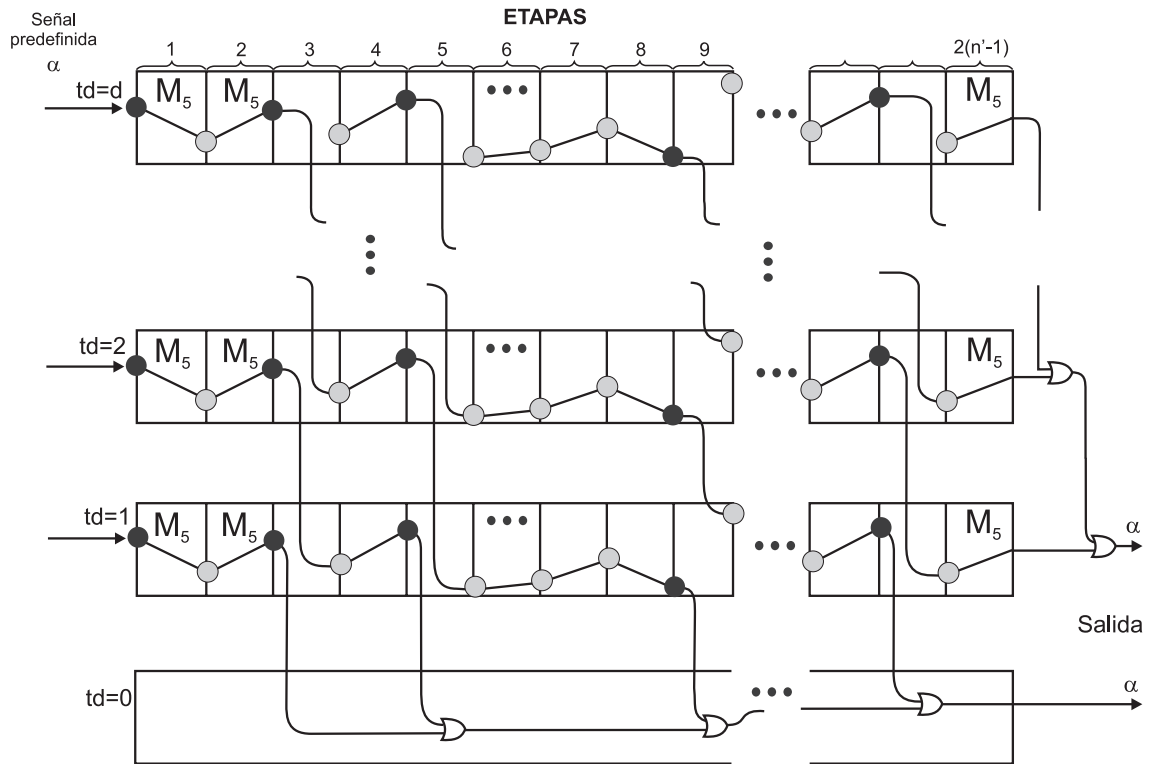 ETAPAS
Señal
predefinida
α
1 2 3 4 5 6 7 8 9 2(n'-1)
td=d
M5 M5 M5
td=2
M5 M5 M5
td=1
M5 M5 M5
α
Salida
td=0
α